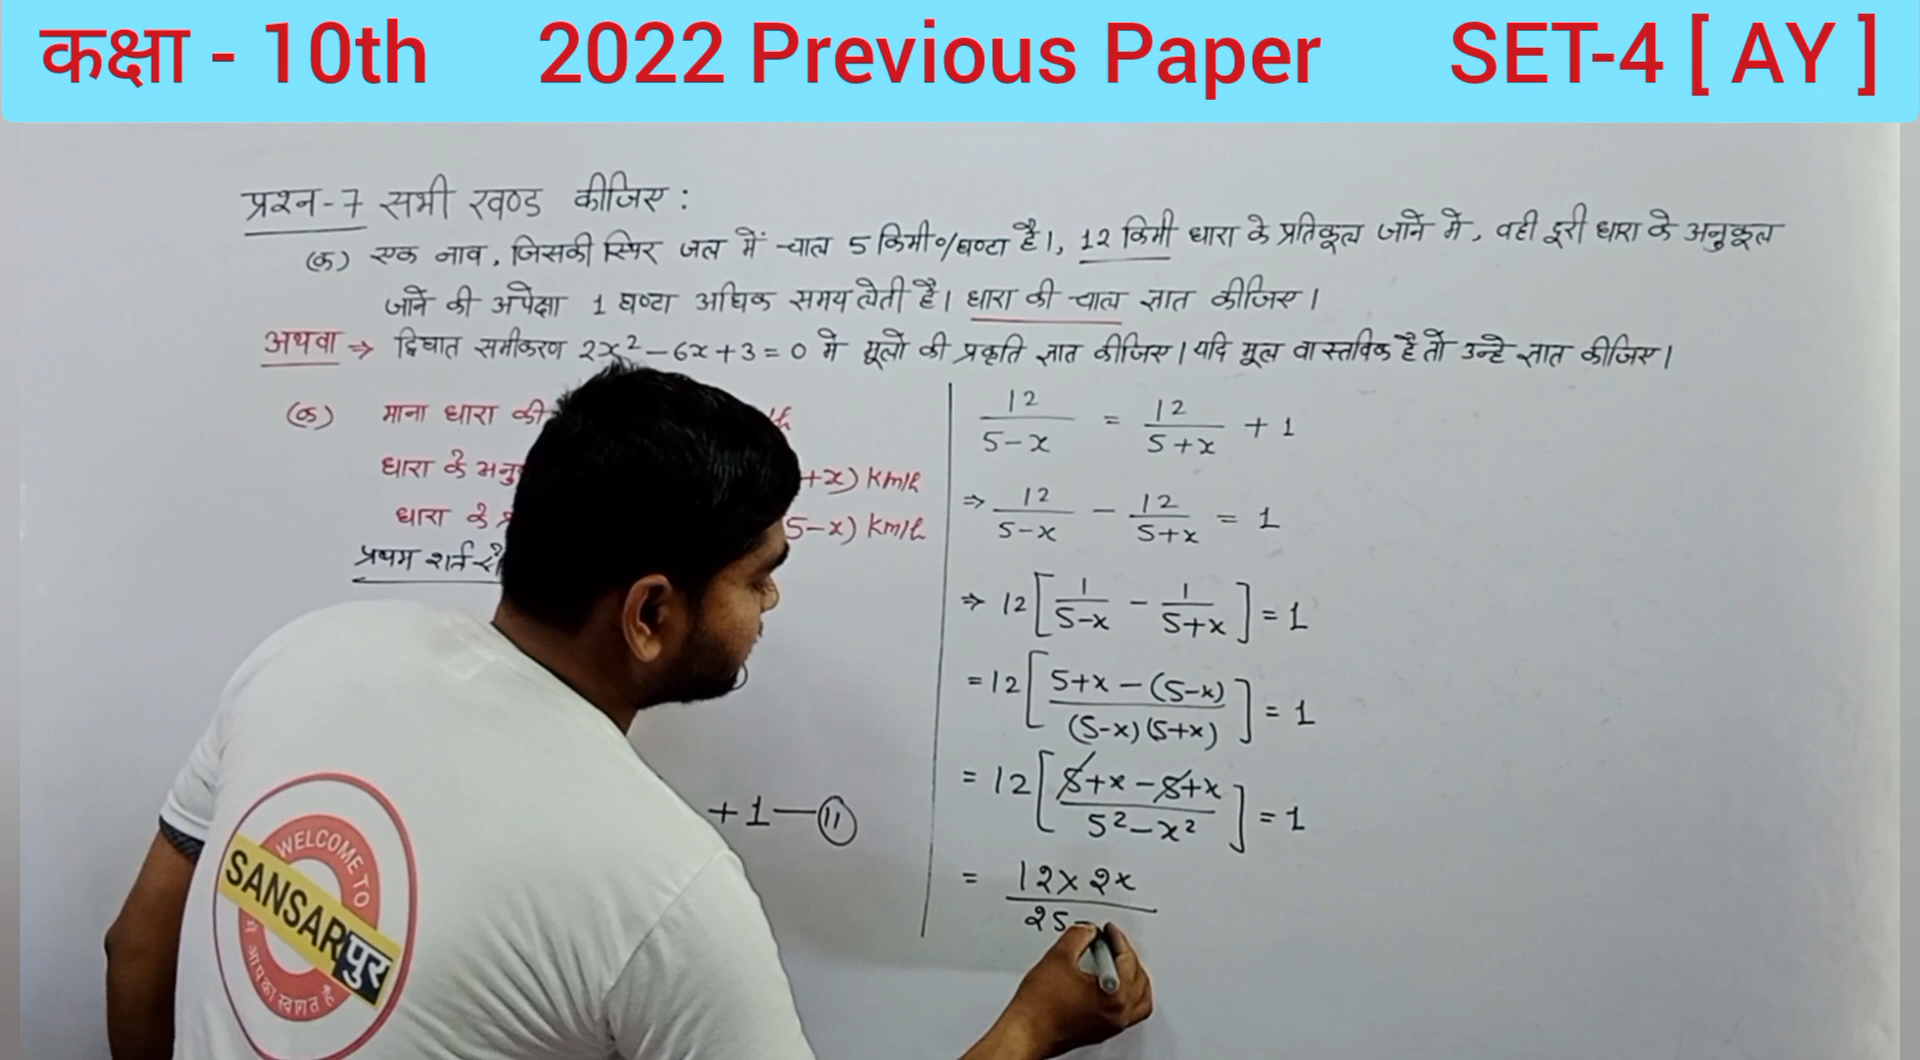 कक्षा - 10th 2022 Previous Paper SET-4 [ AY ]
प्रश्न-7 सभी खण्ड कीजिए :
(क) एक नाव, जिसकी स्थिर जल में चाल 5 किमी०/घण्टा है।, 12 किमी धारा के प्रतिकूल जाने में, वही दूरी धारा के अनुकूल
जाने की अपेक्षा 1 घण्टा अधिक समय लेती है। धारा की चाल ज्ञात कीजिए।
अथवा ⇒ द्विघात समीकरण 2x² - 6x + 3 = 0 में मूलों की प्रकृति ज्ञात कीजिए। यदि मूल वास्तविक है तो उन्हे ज्ञात कीजिए।
(क) माना धारा की
धारा के अनु +x) Km/h
धारा के प्र 5-x) Km/h
प्रथम शर्त से
+1 — (11)
12/(5-x) = 12/(5+x) + 1
⇒ 12/(5-x) - 12/(5+x) = 1
⇒ 12[1/(5-x) - 1/(5+x)] = 1
= 12[(5+x-(5-x))/((5-x)(5+x))] = 1
= 12[(5+x-5+x)/(5²-x²)] = 1
= (12×2x)/(25-
WELCOME TO
SANSARपुर
में आपका स्वागत है